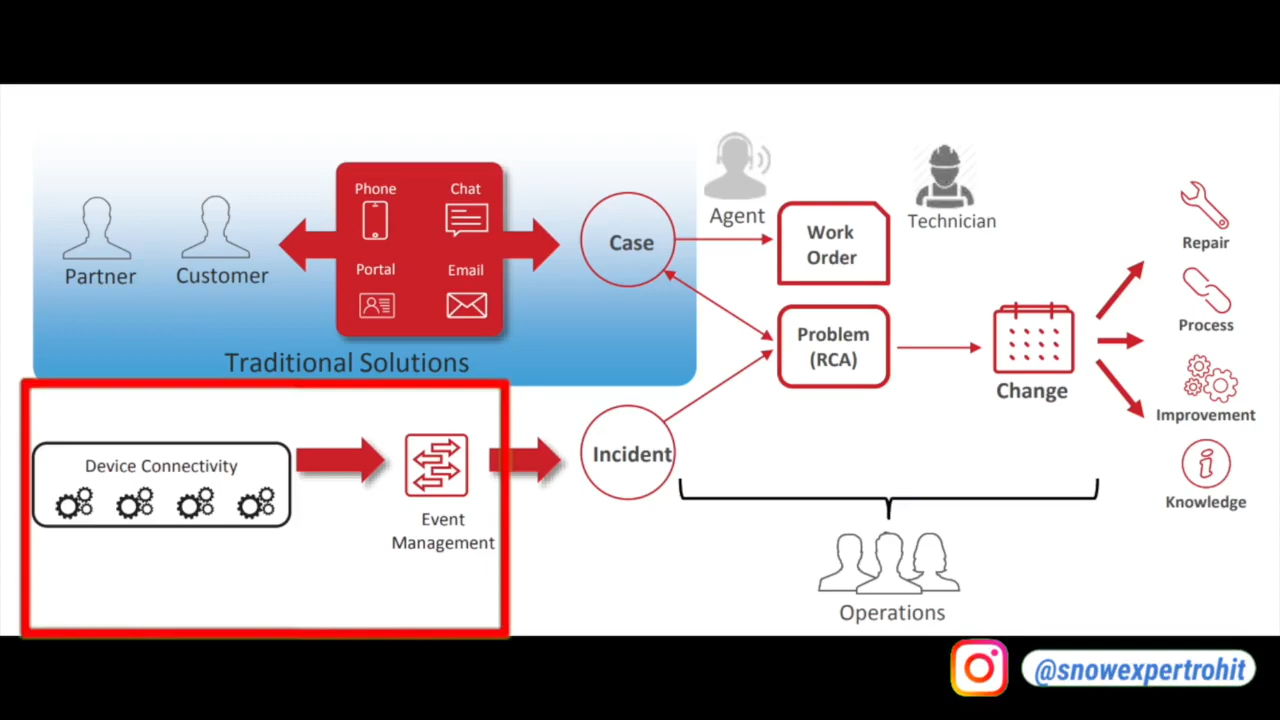 Phone
Chat
Portal
Email
Partner
Customer
Traditional Solutions
Case
Agent
Work
Order
Technician
Problem
(RCA)
Change
Repair
Process
Improvement
Knowledge
Device Connectivity
Event
Management
Incident
Operations
@snowexpertrohit